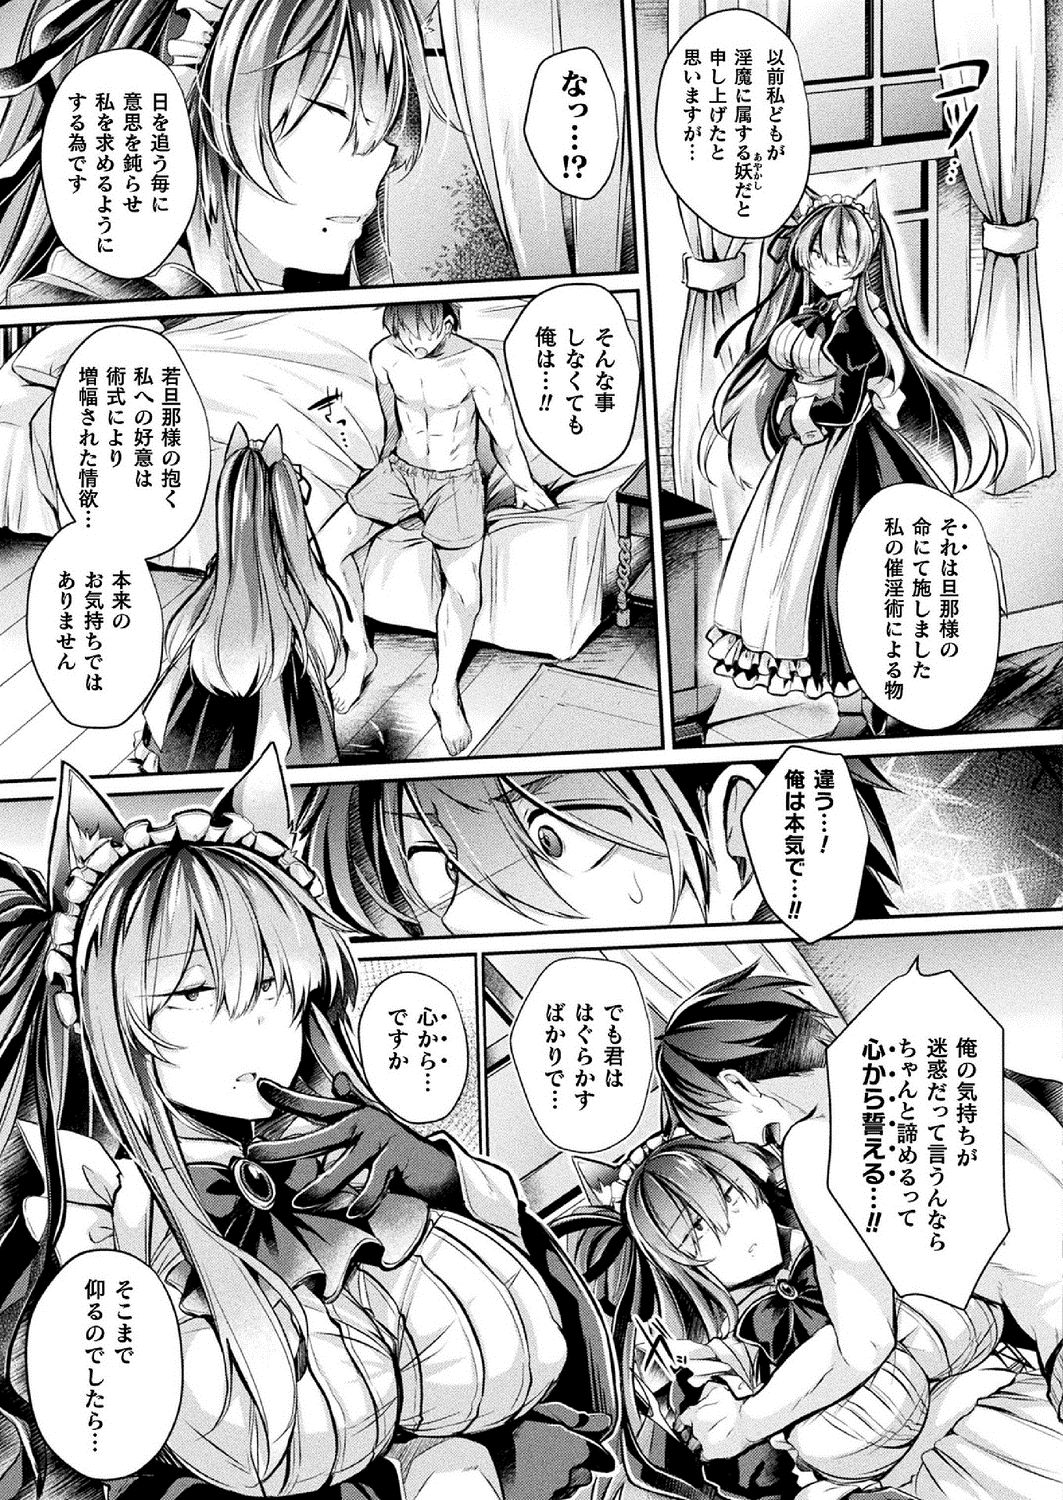 コツ…
以前私どもが
淫魔に属する妖だと
あやかし
申し上げたと
思いますが…
それは旦那様の
命にて施しました
私の催淫術による物
なっ…!?
日を追う毎に
意思を鈍らせ
私を求めるように
する為です
そんな事
しなくても
俺は…!!
若旦那様の抱く
私への好意は
術式により
増幅された情欲…
本来の
お気持ちでは
ありません
違う…!
俺は本気で…!!
俺の気持ちが
迷惑だって言うんなら
ちゃんと諦めるって
心から誓える…!!
でも君は
はぐらかす
ばかりで…
心から…
ですか
そこまで
仰るのでしたら…